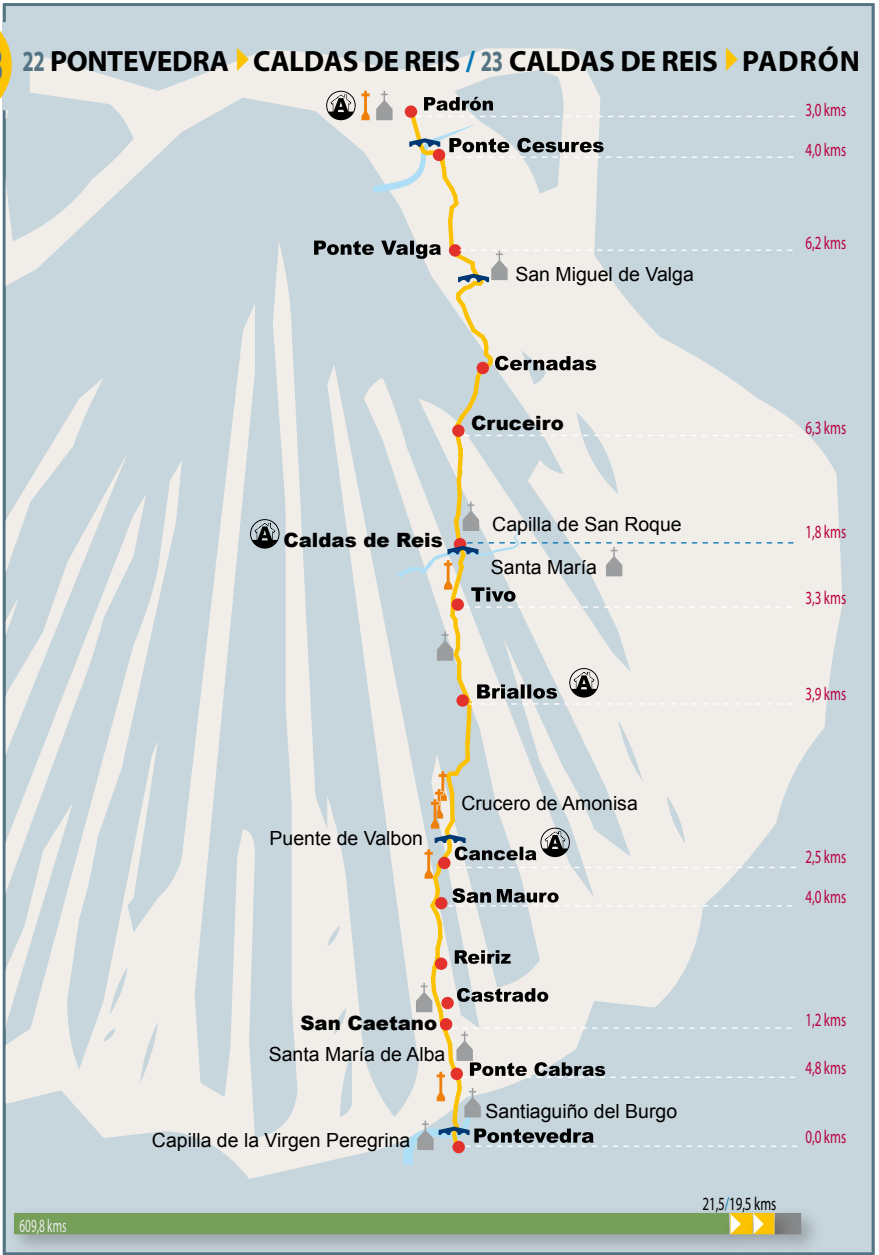 22 PONTEVEDRA CALDAS DE REIS / 23 CALDAS DE REIS PADRÓN
A Padrón 3,0 kms
Ponte Cesures 4,0 kms
Ponte Valga 6,2 kms
San Miguel de Valga
Cernadas
Cruceiro 6,3 kms
Capilla de San Roque
A Caldas de Reis 1,8 kms
Santa María
Tivo 3,3 kms
Briallos A 3,9 kms
Crucero de Amonisa
Puente de Valbon
Cancela A 2,5 kms
San Mauro 4,0 kms
Reiriz
Castrado
San Caetano 1,2 kms
Santa María de Alba
Ponte Cabras 4,8 kms
Santiaguiño del Burgo
Capilla de la Virgen Peregrina
Pontevedra 0,0 kms
21,5/19,5 kms
609,8 kms